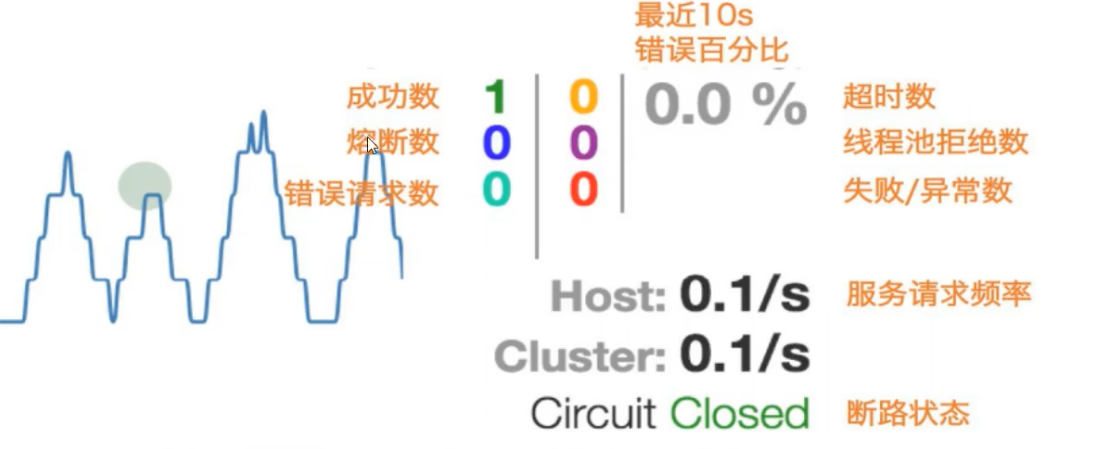 最近10s
错误百分比
成功数 1 0 0.0 % 超时数
熔断数 0 0 线程池拒绝数
错误请求数 0 0 失败/异常数
Host: 0.1/s 服务请求频率
Cluster: 0.1/s
Circuit Closed 断路状态